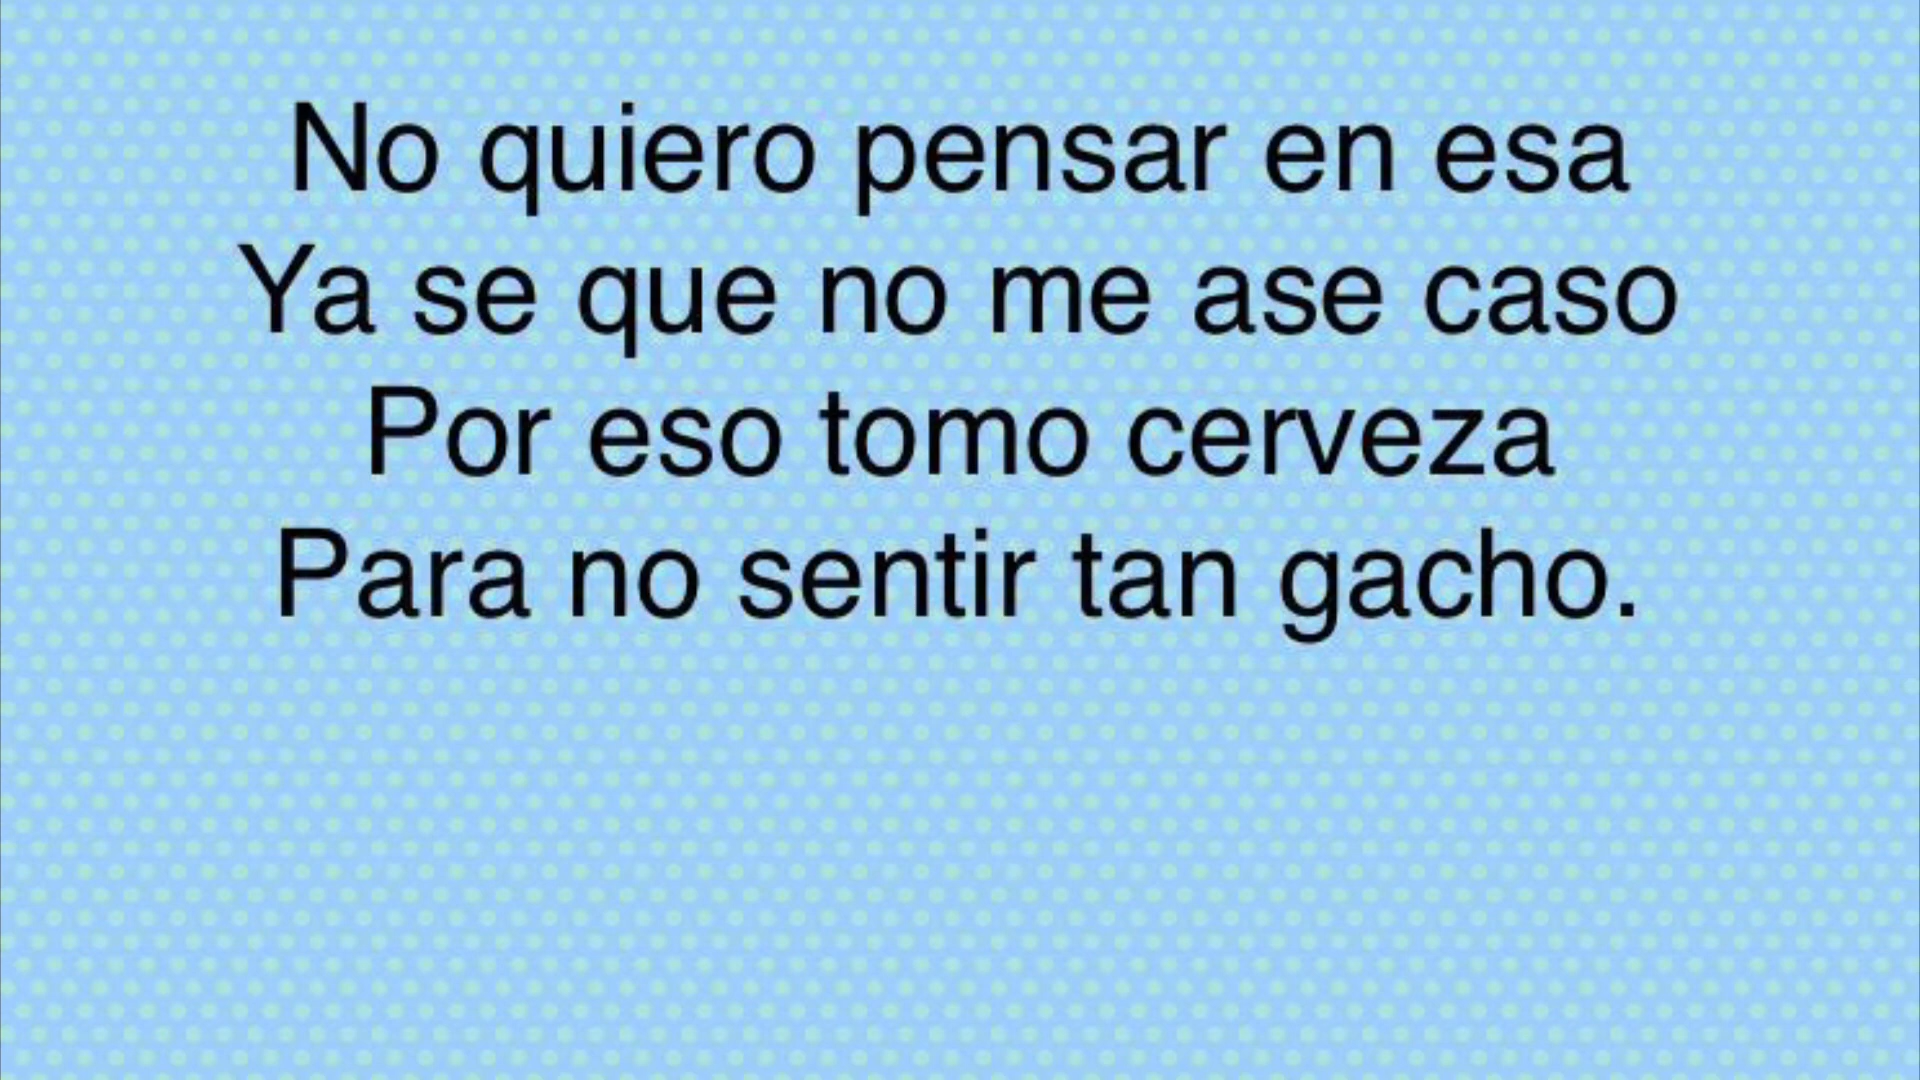 No quiero pensar en esa
Ya se que no me ase caso
Por eso tomo cerveza
Para no sentir tan gacho.